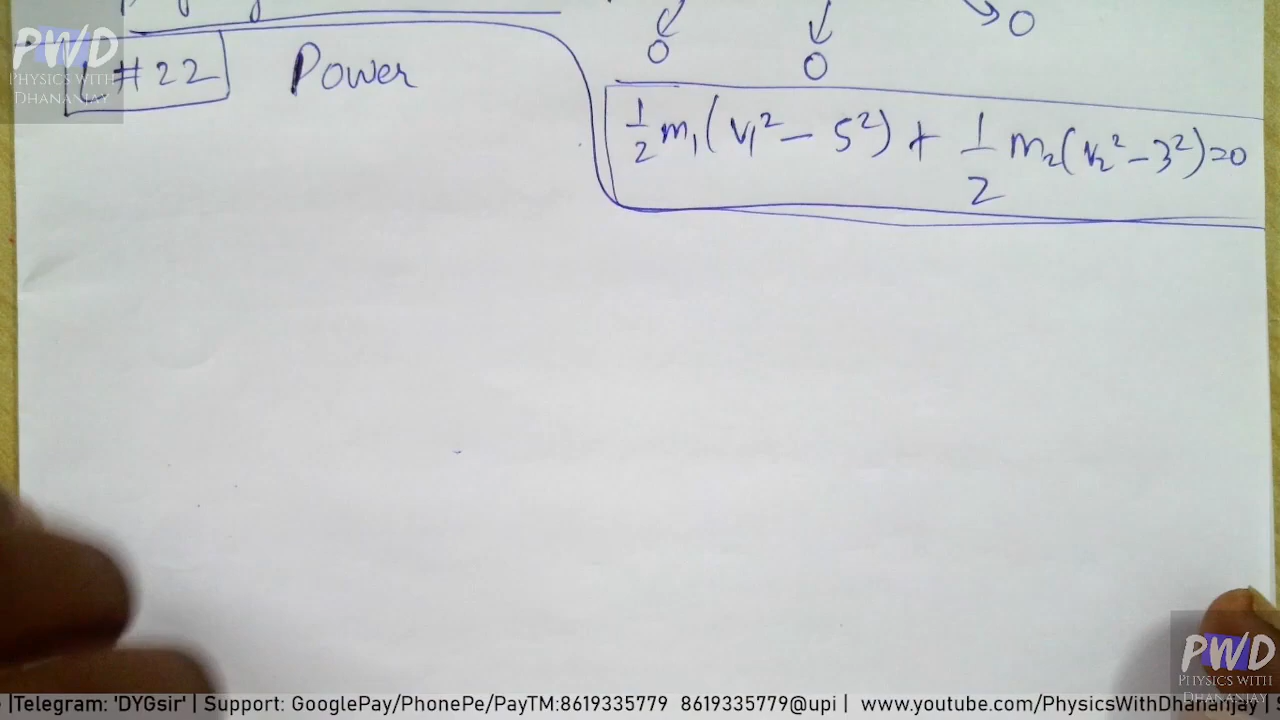 PWD
PHYSICS WITH
DHANANJAY
L#22 Power
0 0 0
½ m₁(v₁² − 5²) + ½ m₂(v₂² − 3²)=0
PWD
PHYSICS WITH
DHANANJAY
|Telegram: 'DYGsir' | Support: GooglePay/PhonePe/PayTM:8619335779 8619335779@upi | www.youtube.com/PhysicsWithDhananjay |